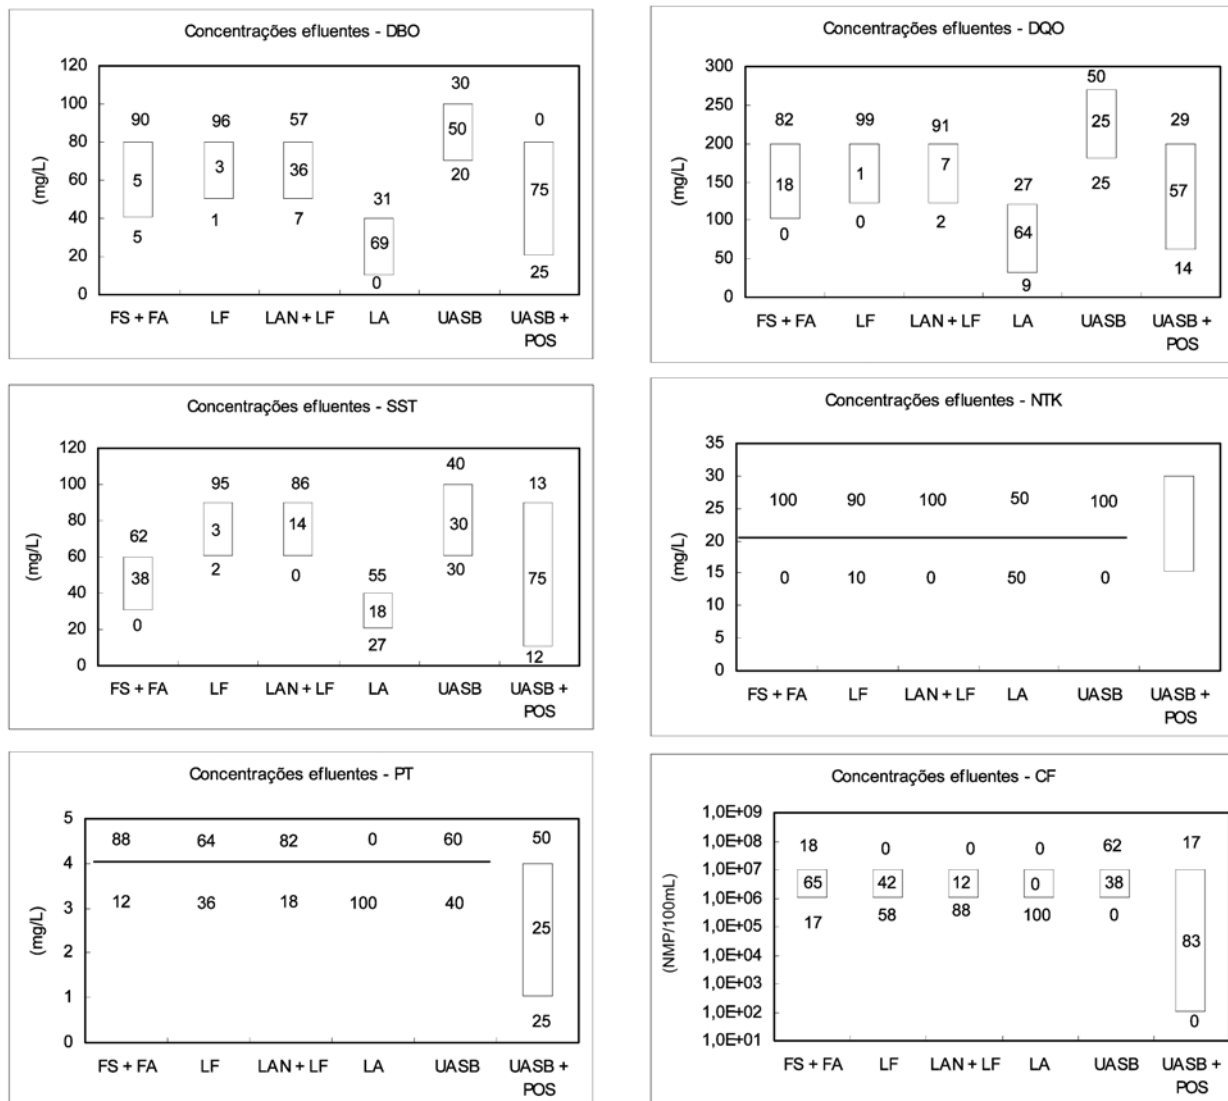 Concentrações efluentes - DBO
120
100
80
60
40
20
0
(mg/L)
90 96 57 31 30 0
5 3 36 69 50 75
5 1 7 0 20 25
FS + FA LF LAN + LF LA UASB UASB + POS
Concentrações efluentes - DQO
300
250
200
150
100
50
0
(mg/L)
82 99 91 27 50 29
18 1 7 64 25 57
0 0 2 9 25 14
FS + FA LF LAN + LF LA UASB UASB + POS
Concentrações efluentes - SST
120
100
80
60
40
20
0
(mg/L)
62 95 86 55 40 13
38 3 14 18 30 75
0 2 0 27 30 12
FS + FA LF LAN + LF LA UASB UASB + POS
Concentrações efluentes - NTK
35
30
25
20
15
10
5
0
(mg/L)
100 90 100 50 100
0 10 0 50 0
FS + FA LF LAN + LF LA UASB UASB + POS
Concentrações efluentes - PT
5
4
3
2
1
0
(mg/L)
88 64 82 0 60 50
12 36 18 100 40 25
25
FS + FA LF LAN + LF LA UASB UASB + POS
Concentrações efluentes - CF
1,0E+09
1,0E+08
1,0E+07
1,0E+06
1,0E+05
1,0E+04
1,0E+03
1,0E+02
1,0E+01
(NMP/100mL)
18 0 0 0 62 17
65 42 12 0 38 83
17 58 88 100 0 0
FS + FA LF LAN + LF LA UASB UASB + POS